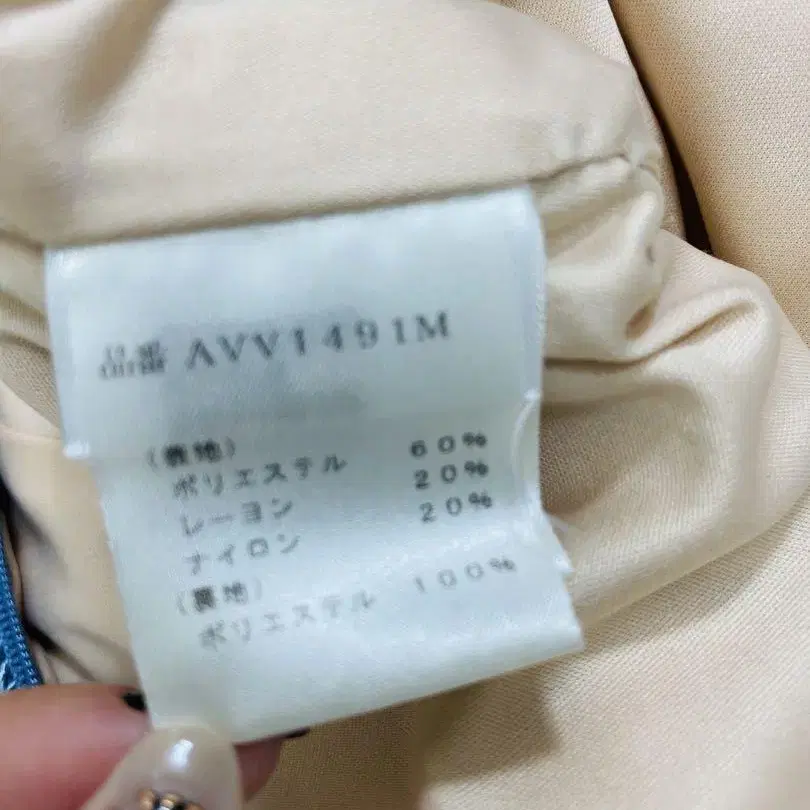 品番 AVV1491M
(表地)
ポリエステル 60%
レーヨン 20%
ナイロン 20%
(裏地)
ポリエステル 100%